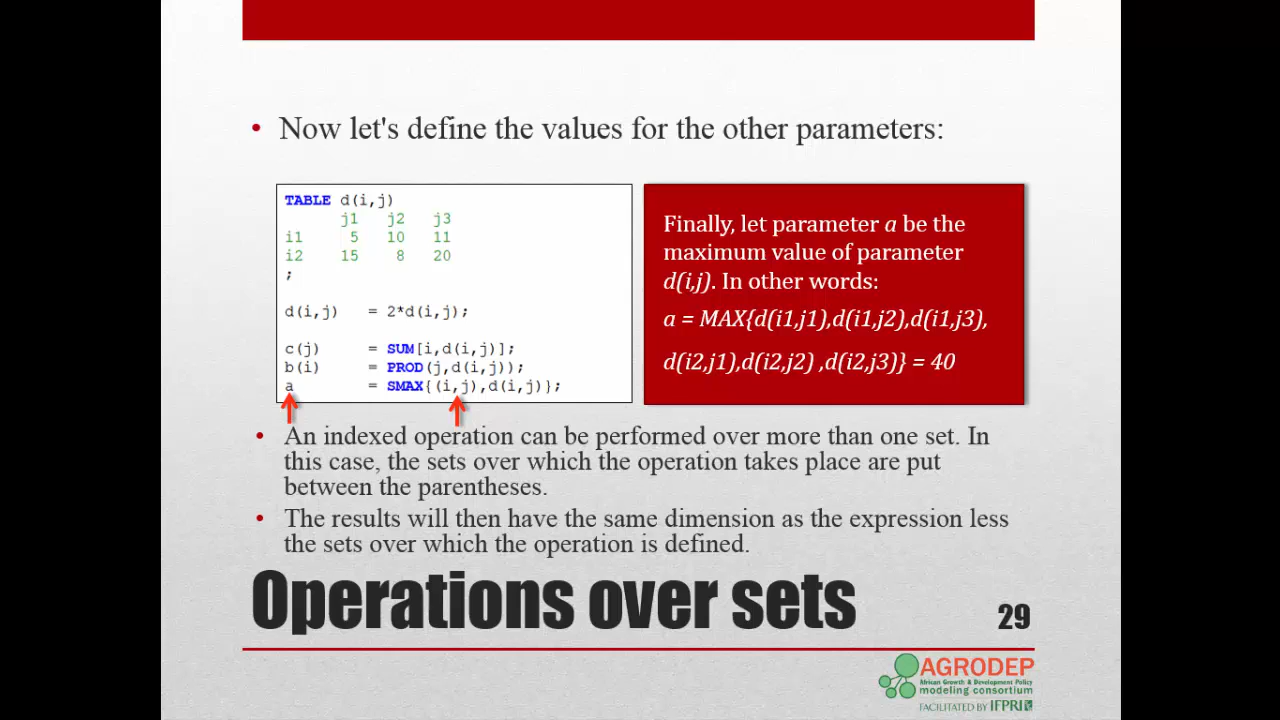 • Now let's define the values for the other parameters:
TABLE d(i,j)
j1 j2 j3
i1 5 10 11
i2 15 8 20
;
d(i,j) = 2*d(i,j);
c(j) = SUM[i,d(i,j)];
b(i) = PROD(j,d(i,j));
a = SMAX{(i,j),d(i,j)};
Finally, let parameter a be the
maximum value of parameter
d(i,j). In other words:
a = MAX{d(i1,j1),d(i1,j2),d(i1,j3),
d(i2,j1),d(i2,j2) ,d(i2,j3)} = 40
• An indexed operation can be performed over more than one set. In
this case, the sets over which the operation takes place are put
between the parentheses.
• The results will then have the same dimension as the expression less
the sets over which the operation is defined.
Operations over sets
29
AGRODEP
African Growth & Development Policy
modeling consortium
FACILITATED BY IFPRI